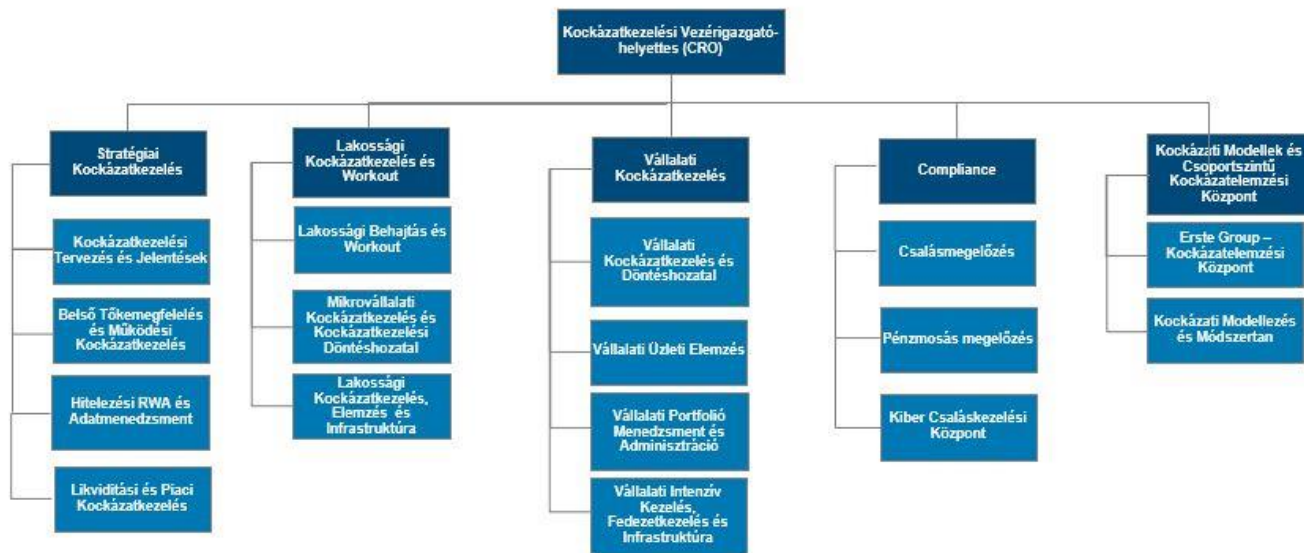 Kockázatkezelési Vezérigazgató-
helyettes (CRO)
Stratégiai
Kockázatkezelés
Kockázatkezelési
Tervezés és Jelentések
Belső Tőkemegfelelés
és Működési
Kockázatkezelés
Hitelezési RWA és
Adatmenedzsment
Likviditási és Piaci
Kockázatkezelés
Lakossági
Kockázatkezelés és
Workout
Lakossági Behajtás és
Workout
Mikrovállalati
Kockázatkezelés és
Kockázatkezelési
Döntéshozatal
Lakossági
Kockázatkezelés,
Elemzés és
Infrastruktúra
Vállalati
Kockázatkezelés
Vállalati
Kockázatkezelés és
Döntéshozatal
Vállalati Üzleti Elemzés
Vállalati Portfolió
Menedzsment és
Adminisztráció
Vállalati Intenzív
Kezelés,
Fedezetkezelés és
Infrastruktúra
Compliance
Csalásmegelőzés
Pénzmosás megelőzés
Kiber Csaláskezelési
Központ
Kockázati Modellek és
Csoportszintű
Kockázatelemzési
Központ
Erste Group –
Kockázatelemzési
Központ
Kockázati Modellezés
és Módszertan